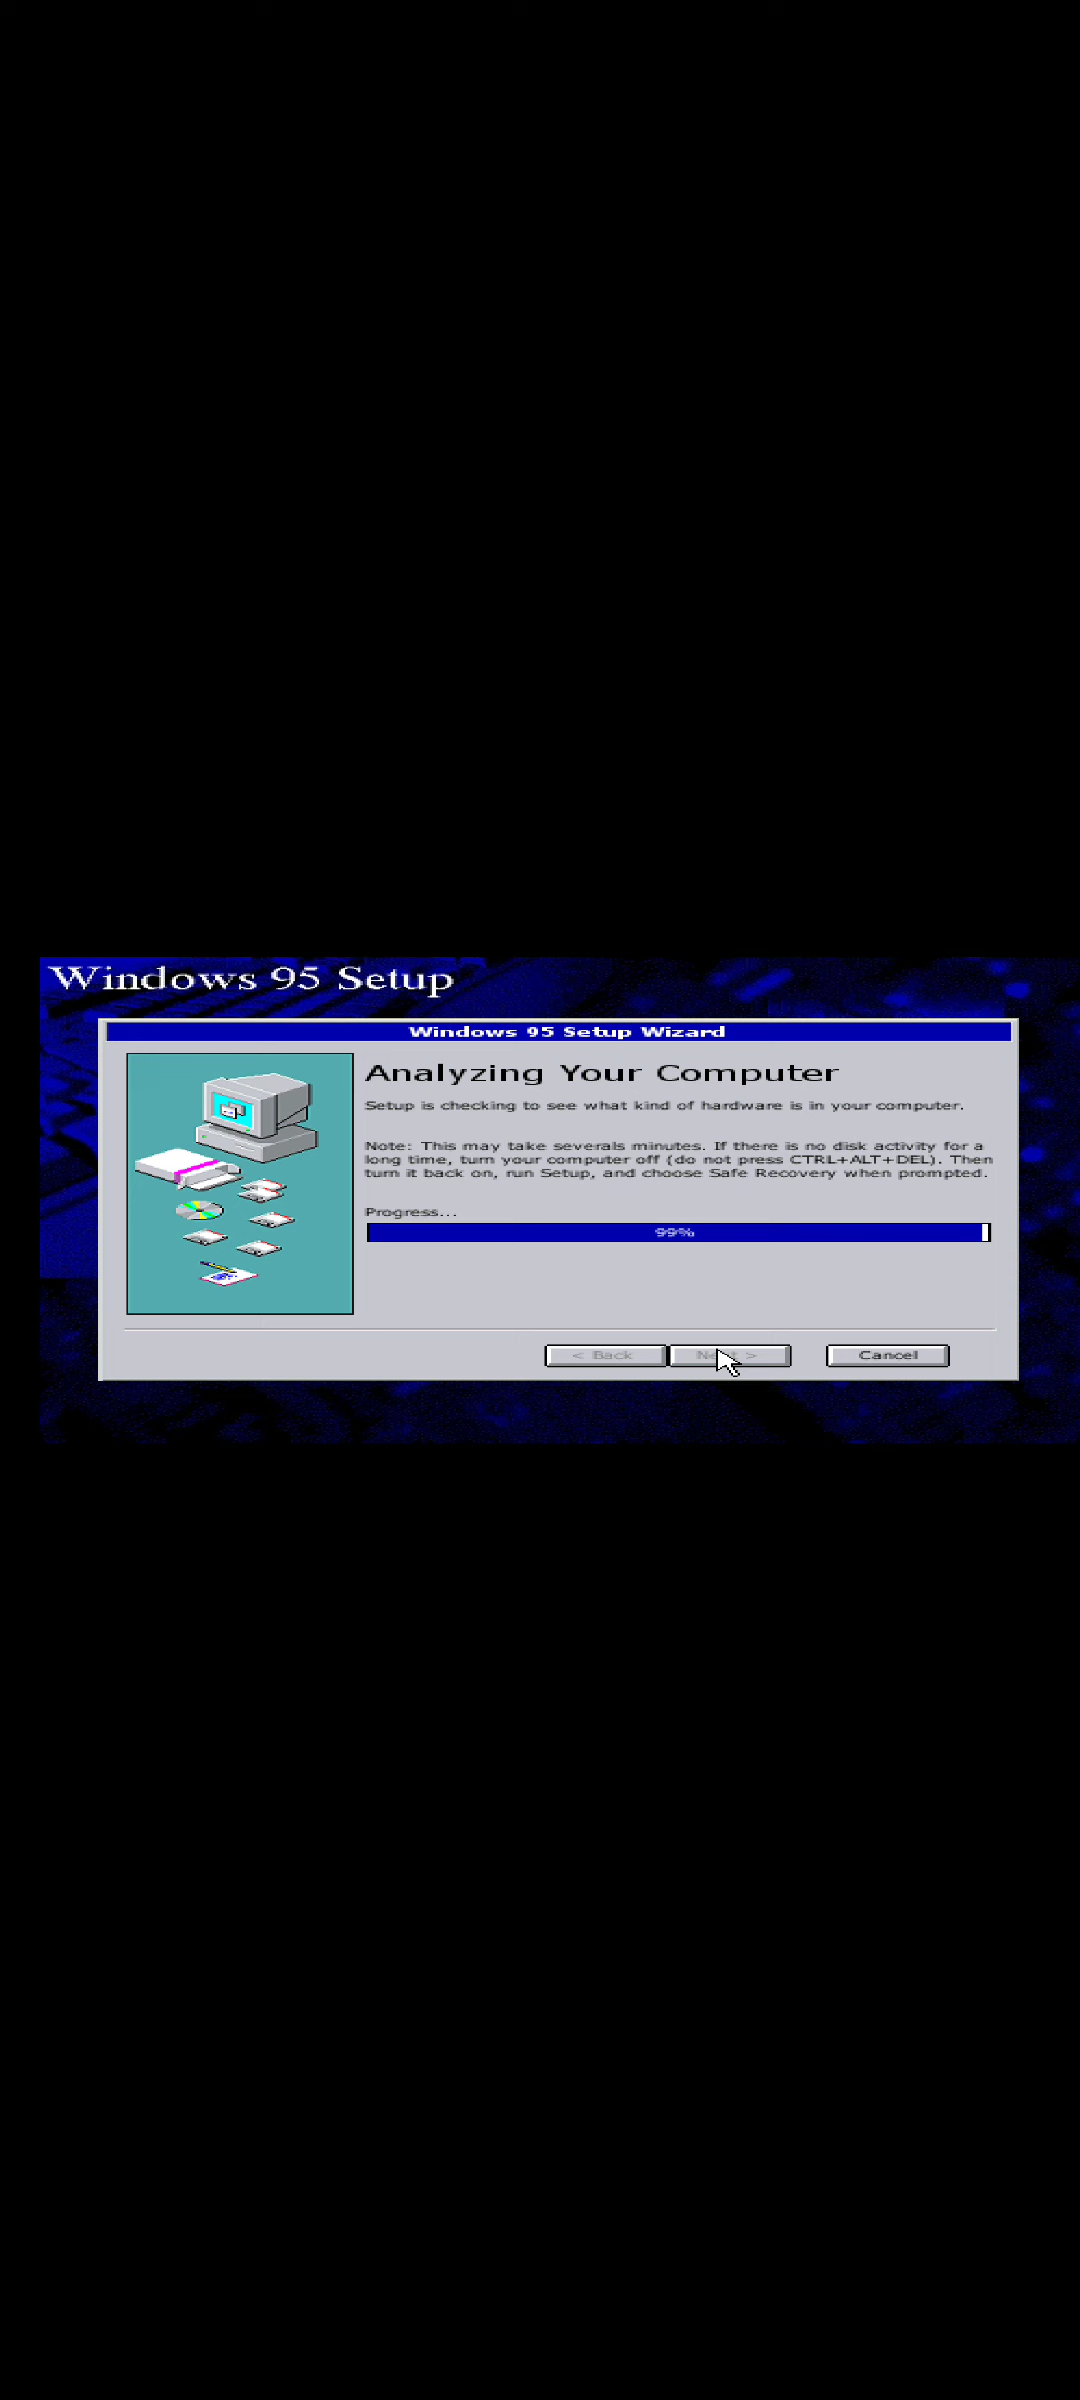 Windows 95 Setup
Windows 95 Setup Wizard
Analyzing Your Computer
Setup is checking to see what kind of hardware is in your computer.
Note: This may take severals minutes. If there is no disk activity for a
long time, turn your computer off (do not press CTRL+ALT+DEL). Then
turn it back on, run Setup, and choose Safe Recovery when prompted.
Progress...
99%
< Back
Next >
Cancel